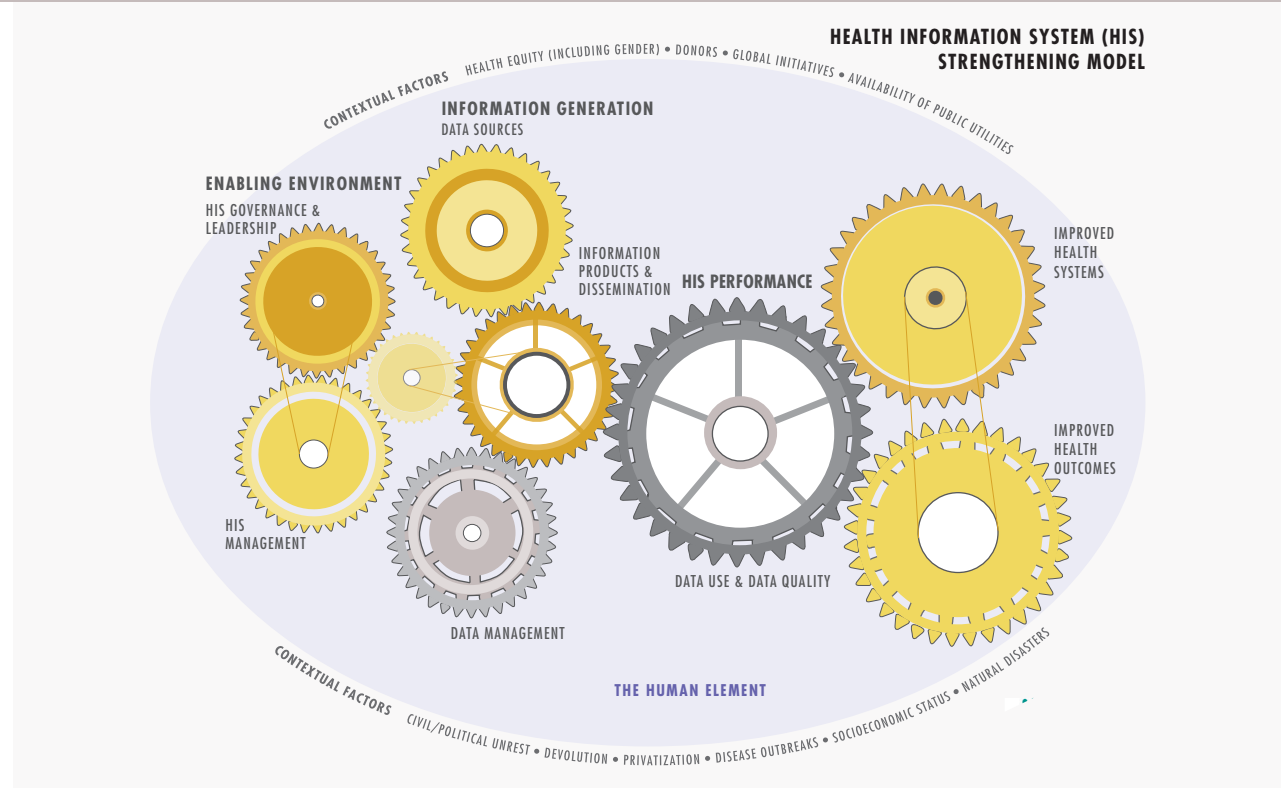 HEALTH INFORMATION SYSTEM (HIS)
STRENGTHENING MODEL
CONTEXTUAL FACTORS HEALTH EQUITY (INCLUDING GENDER) • DONORS • GLOBAL INITIATIVES • AVAILABILITY OF PUBLIC UTILITIES
INFORMATION GENERATION
DATA SOURCES
ENABLING ENVIRONMENT
HIS GOVERNANCE &
LEADERSHIP
INFORMATION
PRODUCTS &
DISSEMINATION
HIS PERFORMANCE
IMPROVED
HEALTH
SYSTEMS
IMPROVED
HEALTH
OUTCOMES
HIS
MANAGEMENT
DATA USE & DATA QUALITY
DATA MANAGEMENT
THE HUMAN ELEMENT
CONTEXTUAL FACTORS CIVIL/POLITICAL UNREST • DEVOLUTION • PRIVATIZATION • DISEASE OUTBREAKS • SOCIOECONOMIC STATUS • NATURAL DISASTERS